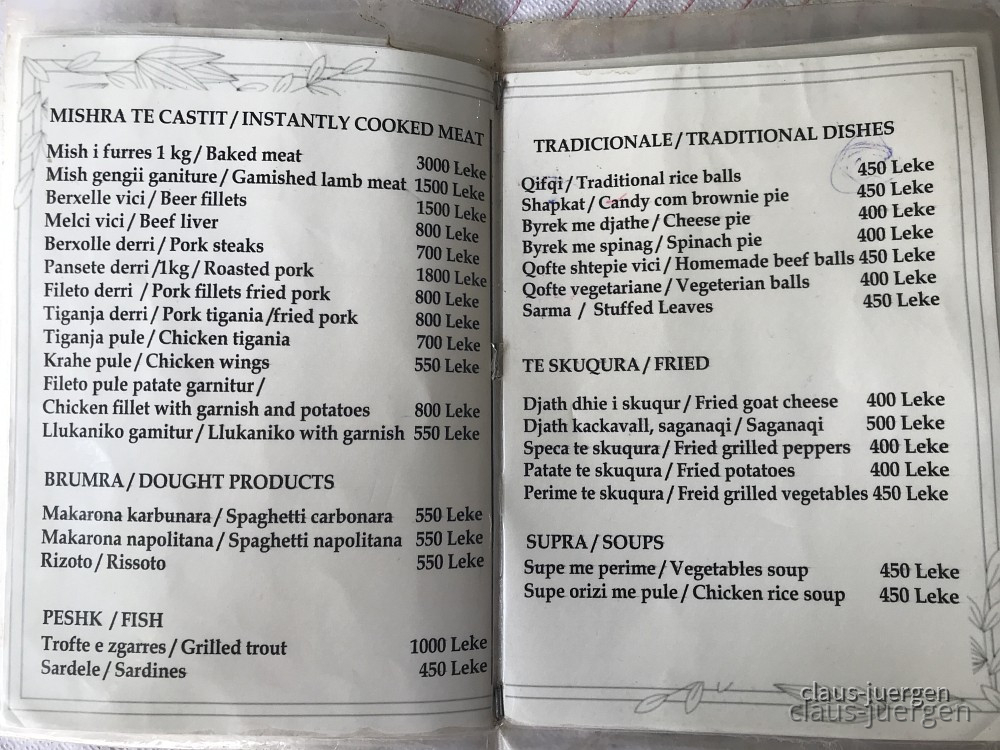 MISHRA TE CASTIT / INSTANTLY COOKED MEAT
Mish i furres 1 kg / Baked meat 3000 Leke
Mish gengii ganiture / Gamished lamb meat 1500 Leke
Berxelle vici / Beer fillets 1500 Leke
Melci vici / Beef liver 800 Leke
Berxolle derri / Pork steaks 700 Leke
Pansete derri /1kg / Roasted pork 1800 Leke
Fileto derri / Pork fillets fried pork 800 Leke
Tiganja derri / Pork tigania /fried pork 800 Leke
Tiganja pule / Chicken tigania 700 Leke
Krahe pule / Chicken wings 550 Leke
Fileto pule patate garnitur /
Chicken fillet with garnish and potatoes 800 Leke
Llukaniko gamitur / Llukaniko with garnish 550 Leke
BRUMRA / DOUGHT PRODUCTS
Makarona karbunara / Spaghetti carbonara 550 Leke
Makarona napolitana / Spaghetti napolitana 550 Leke
Rizoto / Rissoto 550 Leke
PESHK / FISH
Trofte e zgarres / Grilled trout 1000 Leke
Sardele / Sardines 450 Leke
TRADICIONALE / TRADITIONAL DISHES
Qifqi / Traditional rice balls 450 Leke
Shapkat / Candy com brownie pie 450 Leke
Byrek me djathe / Cheese pie 400 Leke
Byrek me spinag / Spinach pie 400 Leke
Qofte shtepie vici / Homemade beef balls 450 Leke
Qofte vegetariane / Vegeterian balls 400 Leke
Sarma / Stuffed Leaves 450 Leke
TE SKUQURA / FRIED
Djath dhie i skuqur / Fried goat cheese 400 Leke
Djath kackavall, saganaqi / Saganaqi 500 Leke
Speca te skuqura / Fried grilled peppers 400 Leke
Patate te skuqura / Fried potatoes 400 Leke
Perime te skuqura / Freid grilled vegetables 450 Leke
SUPRA / SOUPS
Supe me perime / Vegetables soup 450 Leke
Supe orizi me pule / Chicken rice soup 450 Leke
claus-juergen
claus-juergen